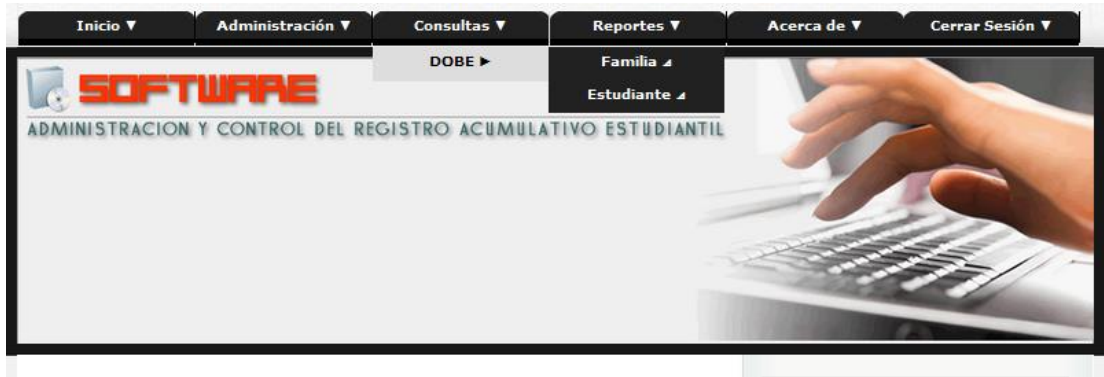 Inicio ▼ Administración ▼ Consultas ▼ Reportes ▼ Acerca de ▼ Cerrar Sesión ▼
DOBE ► Familia ⊿
Estudiante ⊿
SOFTWARE
ADMINISTRACION Y CONTROL DEL REGISTRO ACUMULATIVO ESTUDIANTIL